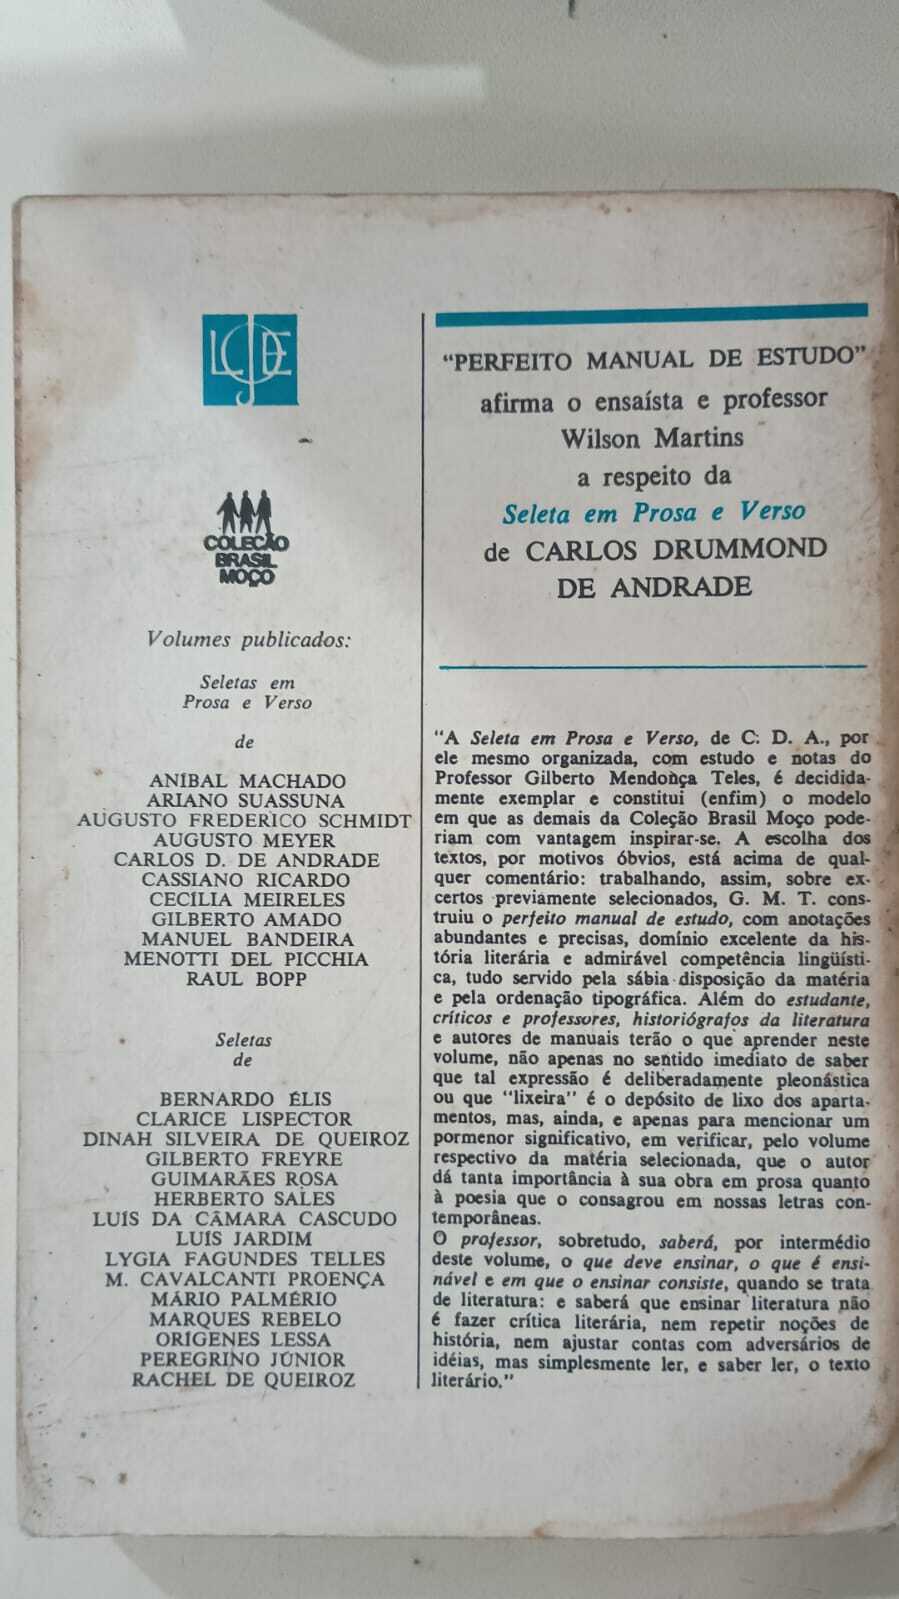 LJOE
COLEÇÃO
BRASIL
MOÇO
Volumes publicados:
Seletas em
Prosa e Verso
de
ANÍBAL MACHADO
ARIANO SUASSUNA
AUGUSTO FREDERICO SCHMIDT
AUGUSTO MEYER
CARLOS D. DE ANDRADE
CASSIANO RICARDO
CECÍLIA MEIRELES
GILBERTO AMADO
MANUEL BANDEIRA
MENOTTI DEL PICCHIA
RAUL BOPP
Seletas
de
BERNARDO ÉLIS
CLARICE LISPECTOR
DINAH SILVEIRA DE QUEIROZ
GILBERTO FREYRE
GUIMARÃES ROSA
HERBERTO SALES
LUÍS DA CÂMARA CASCUDO
LUÍS JARDIM
LYGIA FAGUNDES TELLES
M. CAVALCANTI PROENÇA
MÁRIO PALMÉRIO
MARQUES REBELO
ORÍGENES LESSA
PEREGRINO JÚNIOR
RACHEL DE QUEIROZ
"PERFEITO MANUAL DE ESTUDO"
afirma o ensaísta e professor
Wilson Martins
a respeito da
Seleta em Prosa e Verso
de CARLOS DRUMMOND
DE ANDRADE
"A Seleta em Prosa e Verso, de C. D. A., por
ele mesmo organizada, com estudo e notas do
Professor Gilberto Mendonça Teles, é decidida-
mente exemplar e constitui (enfim) o modelo
em que as demais da Coleção Brasil Moço pode-
riam com vantagem inspirar-se. A escolha dos
textos, por motivos óbvios, está acima de qual-
quer comentário: trabalhando, assim, sobre ex-
certos previamente selecionados, G. M. T. cons-
truiu o perfeito manual de estudo, com anotações
abundantes e precisas, domínio excelente da his-
tória literária e admirável competência lingüísti-
ca, tudo servido pela sábia disposição da matéria
e pela ordenação tipográfica. Além do estudante,
críticos e professores, historiógrafos da literatura
e autores de manuais terão o que aprender neste
volume, não apenas no sentido imediato de saber
que tal expressão é deliberadamente pleonástica
ou que "lixeira" é o depósito de lixo dos aparta-
mentos, mas, ainda, e apenas para mencionar um
pormenor significativo, em verificar, pelo volume
respectivo da matéria selecionada, que o autor
dá tanta importância à sua obra em prosa quanto
à poesia que o consagrou em nossas letras con-
temporâneas.
O professor, sobretudo, saberá, por intermédio
deste volume, o que deve ensinar, o que é ensi-
nável e em que o ensinar consiste, quando se trata
de literatura: e saberá que ensinar literatura não
é fazer crítica literária, nem repetir noções de
história, nem ajustar contas com adversários de
idéias, mas simplesmente ler, e saber ler, o texto
literário."